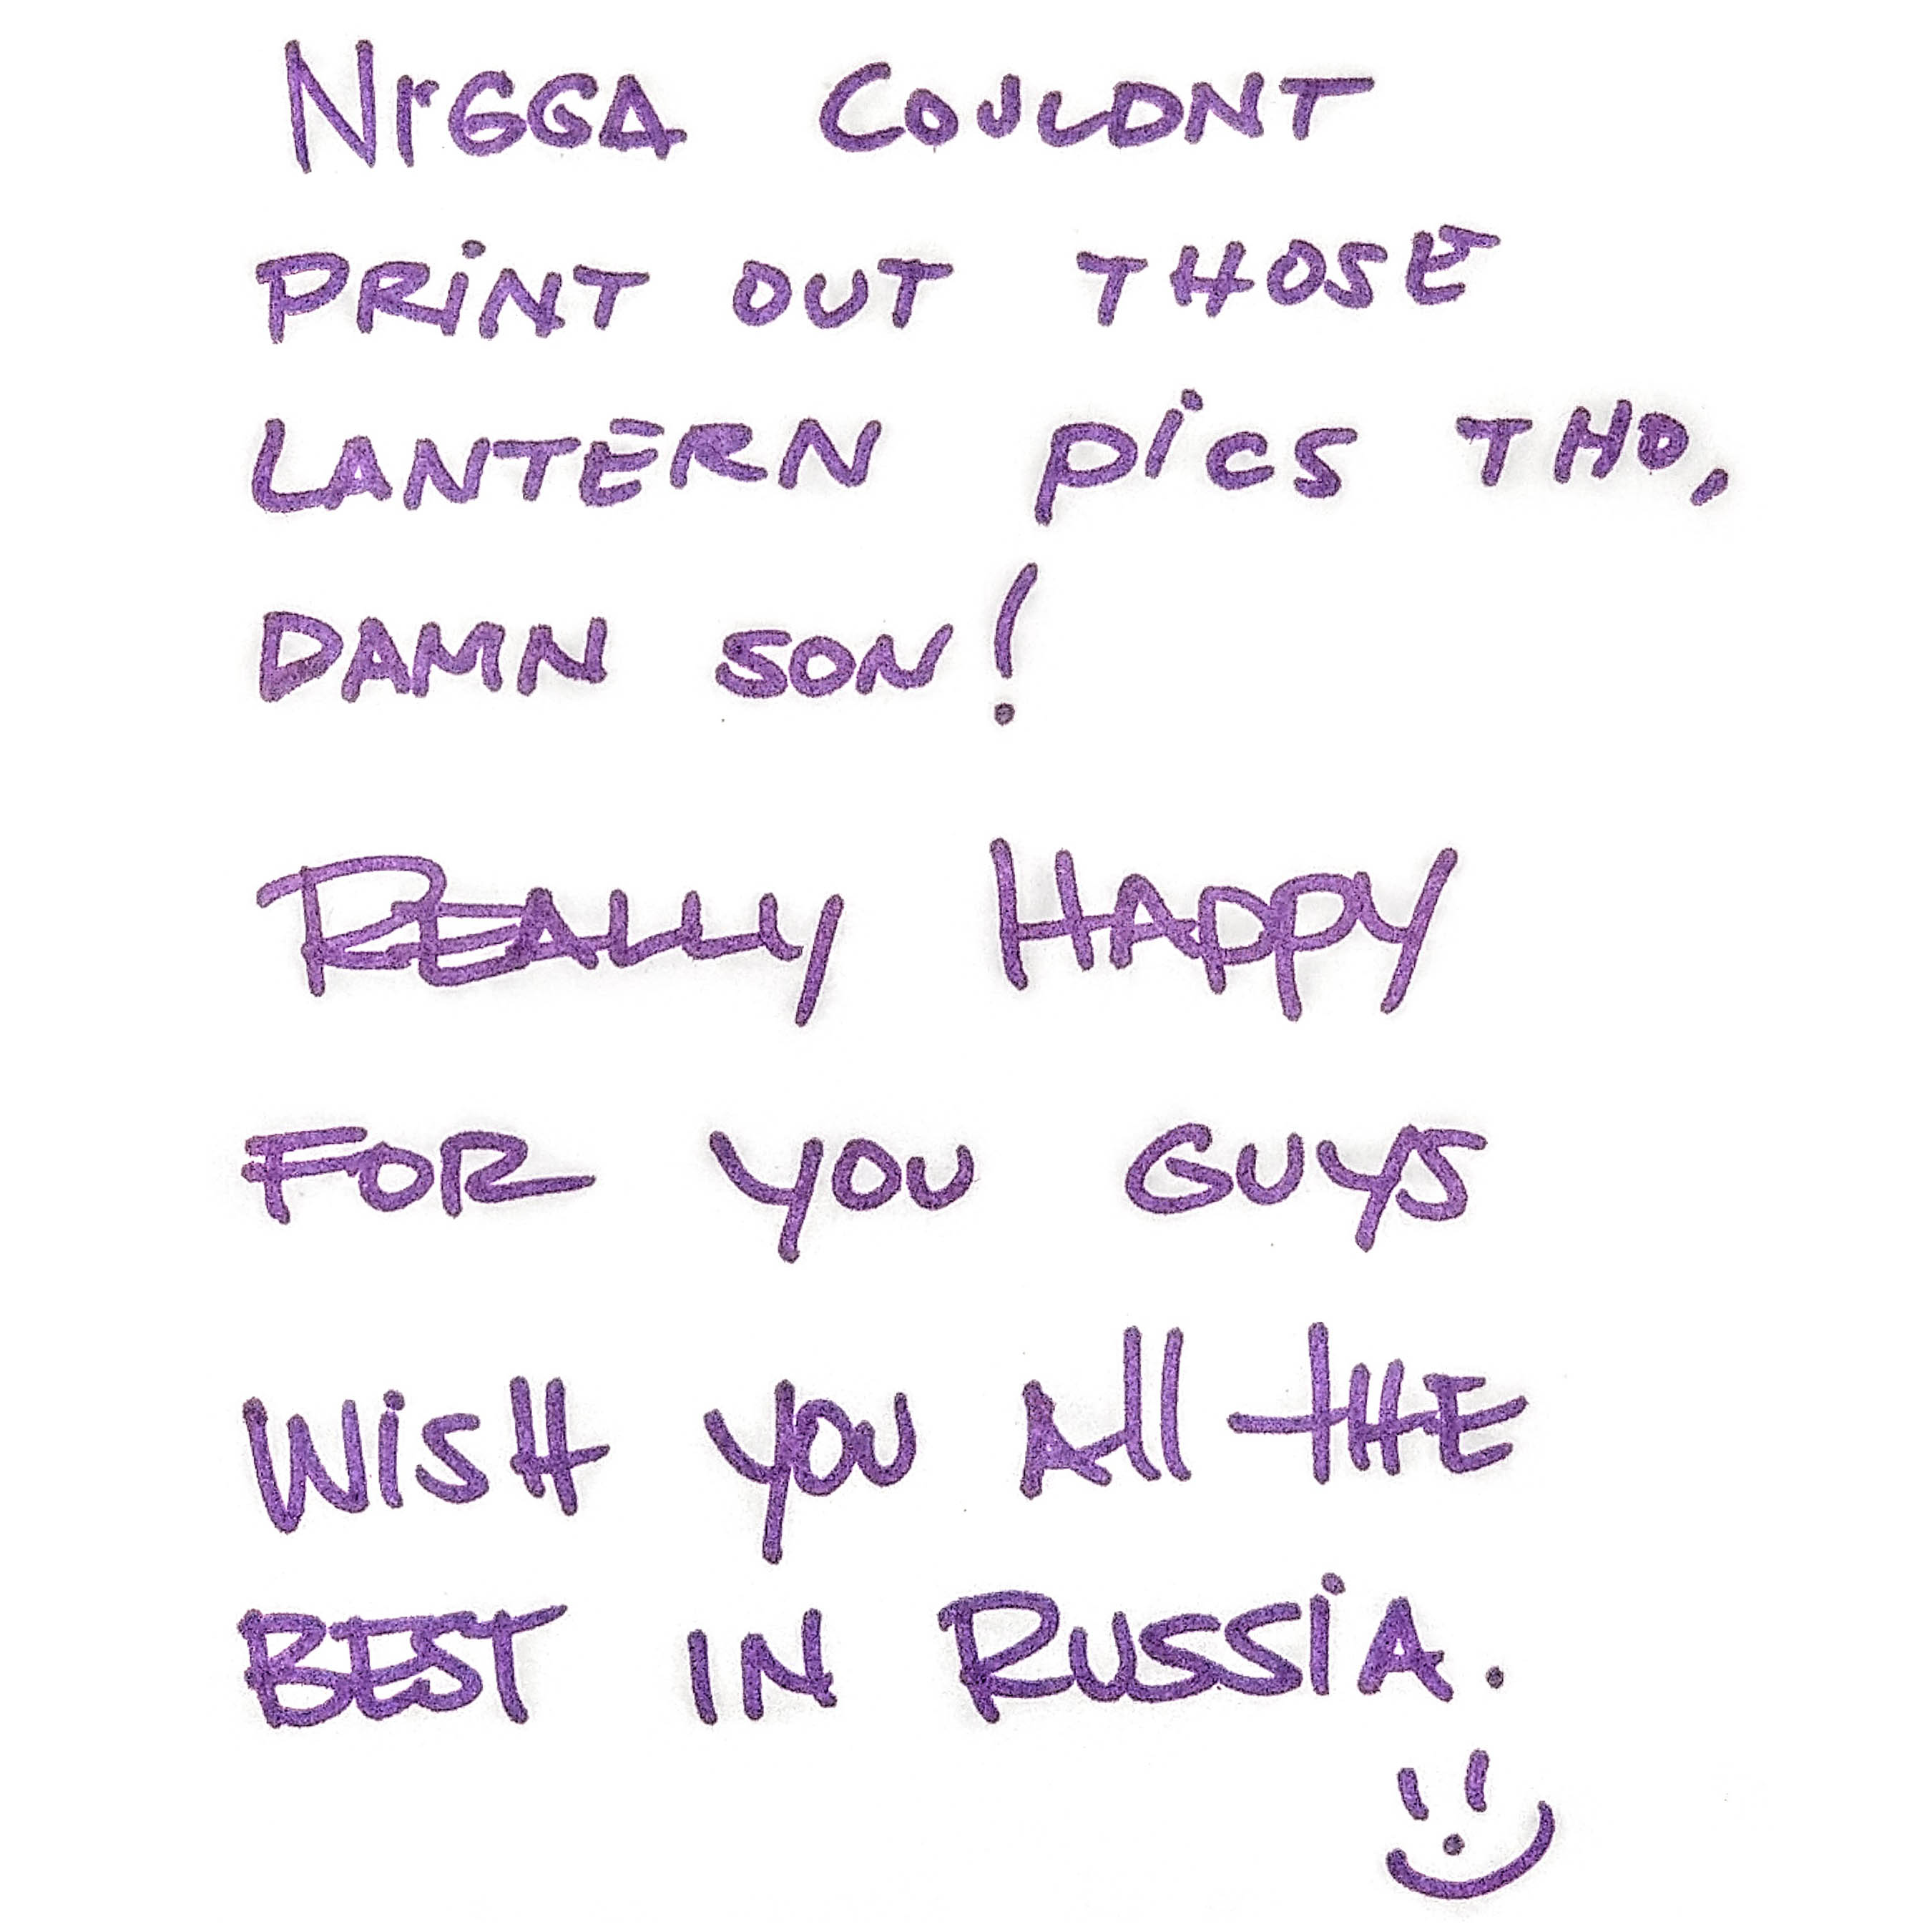 NIGGA COULDNT
PRINT OUT THOSE
LANTERN PICS THO,
DAMN SON!
REALLY HAPPY
FOR YOU GUYS
WISH YOU All THE
BEST IN RUSSIA.